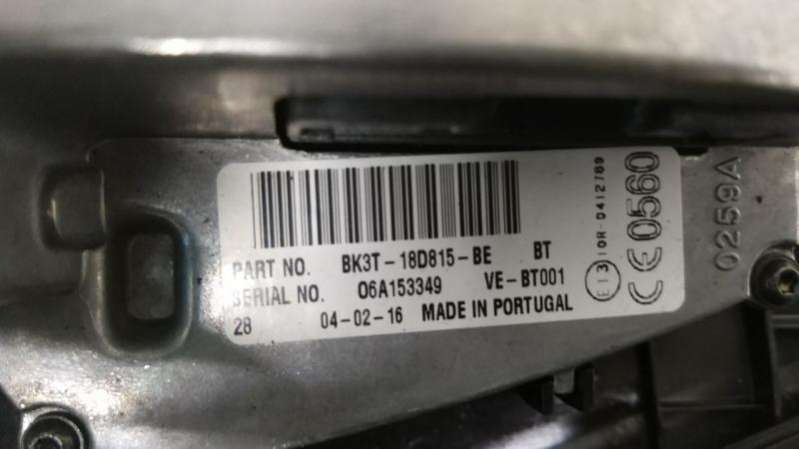 PART NO. BK3T-18D815-BE BT
SERIAL NO. 06A153349 VE-BT001
28 04-02-16 MADE IN PORTUGAL
E13 10R-0412789
CE0560
0259A